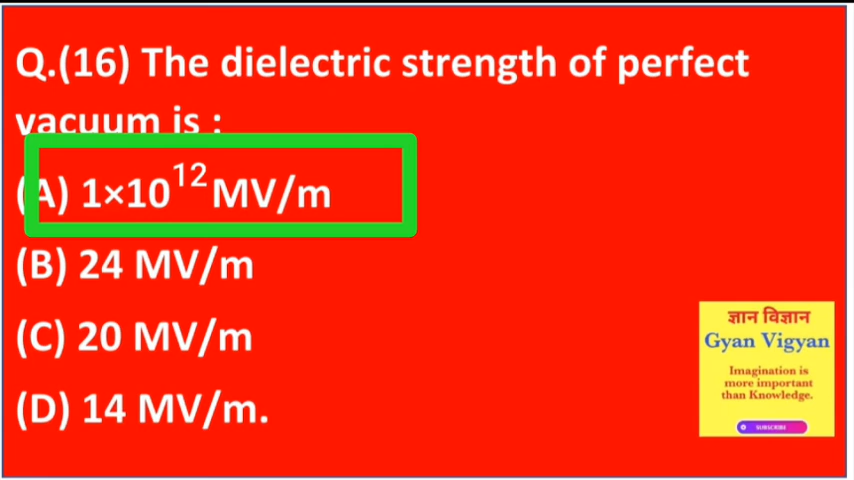 Q.(16) The dielectric strength of perfect
vacuum is :
(A) 1×10¹² MV/m
(B) 24 MV/m
(C) 20 MV/m
(D) 14 MV/m.
ज्ञान विज्ञान
Gyan Vigyan
Imagination is
more important
than Knowledge.
SUBSCRIBE